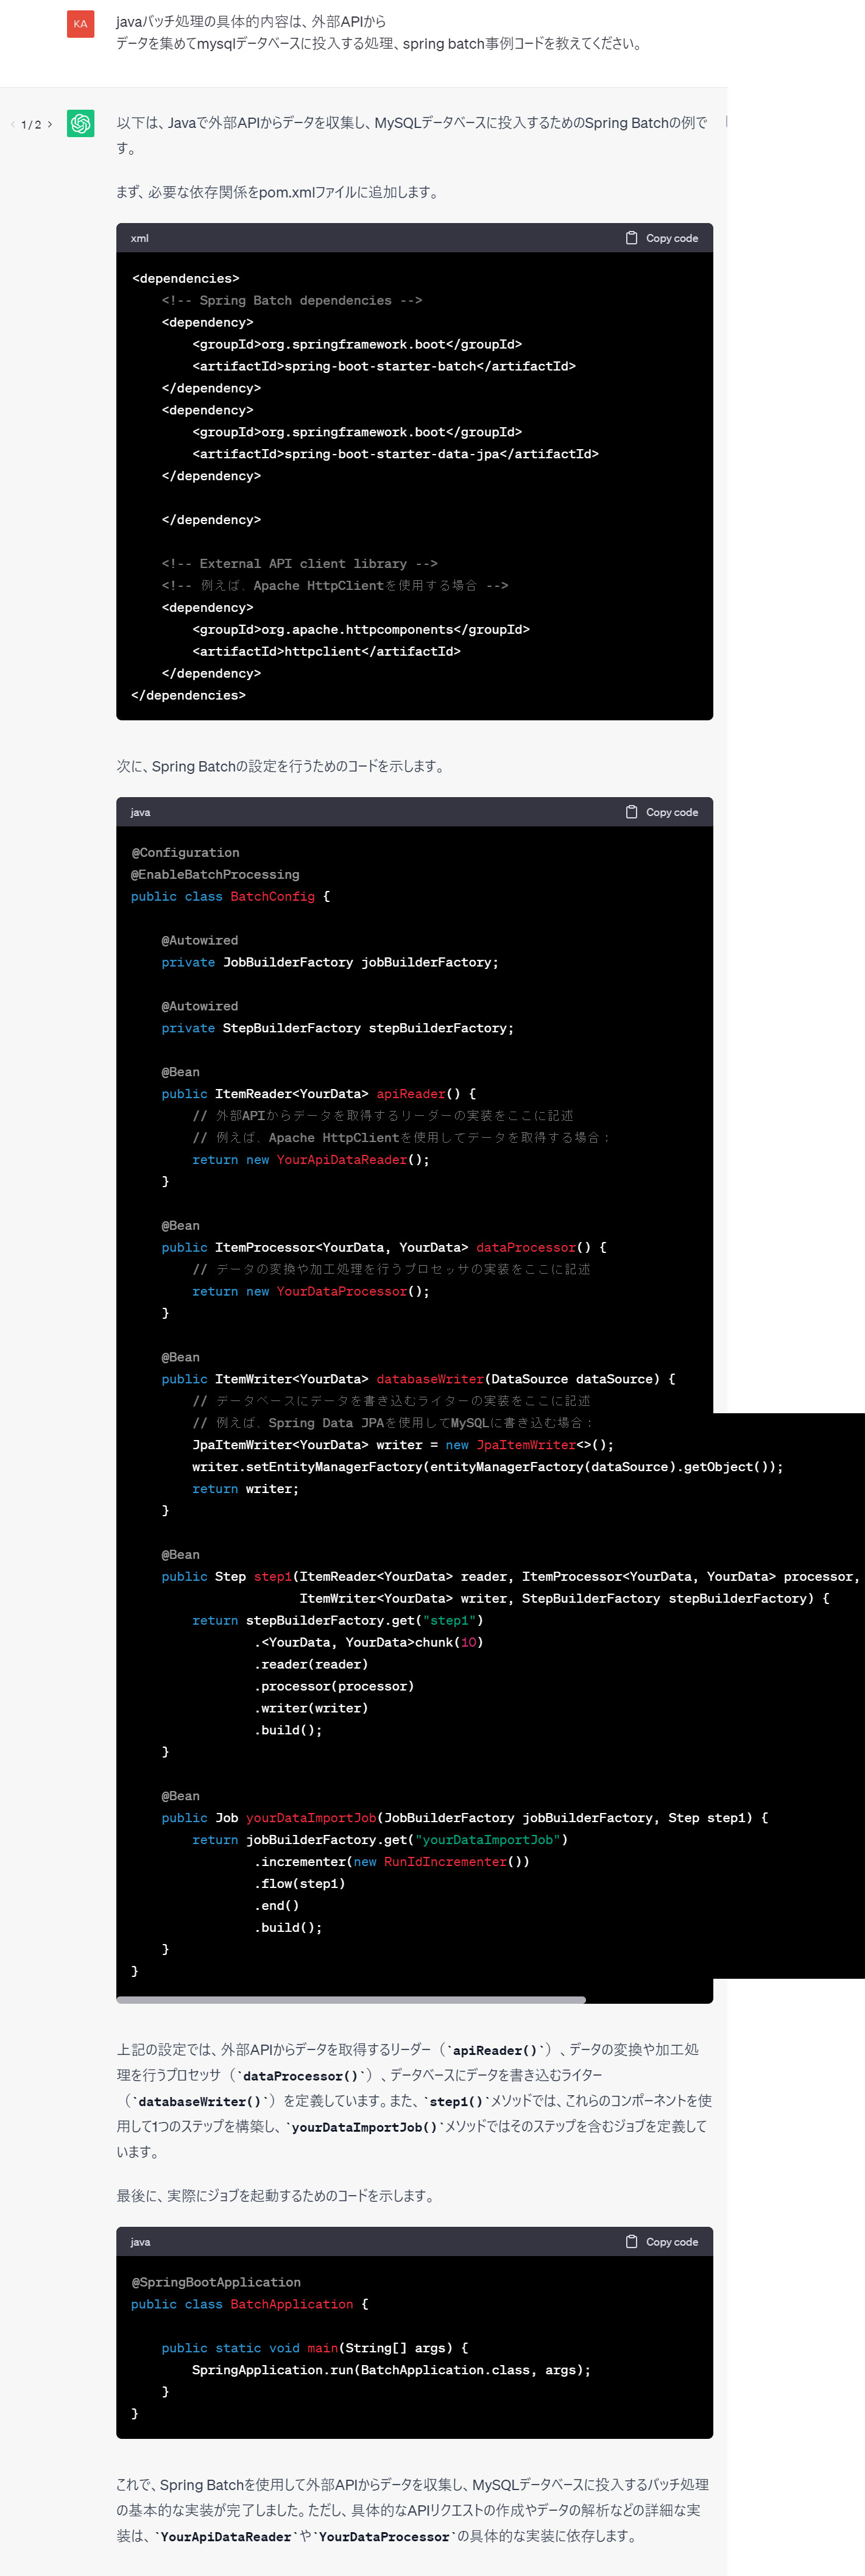 KA
javaバッチ処理の具体的内容は、外部APIから
データを集めてmysqlデータベースに投入する処理、spring batch事例コードを教えてください。
1 / 2
以下は、Javaで外部APIからデータを収集し、MySQLデータベースに投入するためのSpring Batchの例で
す。
まず、必要な依存関係をpom.xmlファイルに追加します。
xml
Copy code
<dependencies>
    <!-- Spring Batch dependencies -->
    <dependency>
        <groupId>org.springframework.boot</groupId>
        <artifactId>spring-boot-starter-batch</artifactId>
    </dependency>
    <dependency>
        <groupId>org.springframework.boot</groupId>
        <artifactId>spring-boot-starter-data-jpa</artifactId>
    </dependency>

    </dependency>

    <!-- External API client library -->
    <!-- 例えば、Apache HttpClientを使用する場合 -->
    <dependency>
        <groupId>org.apache.httpcomponents</groupId>
        <artifactId>httpclient</artifactId>
    </dependency>
</dependencies>
次に、Spring Batchの設定を行うためのコードを示します。
java
Copy code
@Configuration
@EnableBatchProcessing
public class BatchConfig {

    @Autowired
    private JobBuilderFactory jobBuilderFactory;

    @Autowired
    private StepBuilderFactory stepBuilderFactory;

    @Bean
    public ItemReader<YourData> apiReader() {
        // 外部APIからデータを取得するリーダーの実装をここに記述
        // 例えば、Apache HttpClientを使用してデータを取得する場合：
        return new YourApiDataReader();
    }

    @Bean
    public ItemProcessor<YourData, YourData> dataProcessor() {
        // データの変換や加工処理を行うプロセッサの実装をここに記述
        return new YourDataProcessor();
    }

    @Bean
    public ItemWriter<YourData> databaseWriter(DataSource dataSource) {
        // データベースにデータを書き込むライターの実装をここに記述
        // 例えば、Spring Data JPAを使用してMySQLに書き込む場合：
        JpaItemWriter<YourData> writer = new JpaItemWriter<>();
        writer.setEntityManagerFactory(entityManagerFactory(dataSource).getObject());
        return writer;
    }

    @Bean
    public Step step1(ItemReader<YourData> reader, ItemProcessor<YourData, YourData> processor,
                      ItemWriter<YourData> writer, StepBuilderFactory stepBuilderFactory) {
        return stepBuilderFactory.get("step1")
                .<YourData, YourData>chunk(10)
                .reader(reader)
                .processor(processor)
                .writer(writer)
                .build();
    }

    @Bean
    public Job yourDataImportJob(JobBuilderFactory jobBuilderFactory, Step step1) {
        return jobBuilderFactory.get("yourDataImportJob")
                .incrementer(new RunIdIncrementer())
                .flow(step1)
                .end()
                .build();
    }
}
上記の設定では、外部APIからデータを取得するリーダー（`apiReader()`）、データの変換や加工処
理を行うプロセッサ（`dataProcessor()`）、データベースにデータを書き込むライター
（`databaseWriter()`）を定義しています。また、`step1()`メソッドでは、これらのコンポーネントを使
用して1つのステップを構築し、`yourDataImportJob()`メソッドではそのステップを含むジョブを定義して
います。
最後に、実際にジョブを起動するためのコードを示します。
java
Copy code
@SpringBootApplication
public class BatchApplication {

    public static void main(String[] args) {
        SpringApplication.run(BatchApplication.class, args);
    }
}
これで、Spring Batchを使用して外部APIからデータを収集し、MySQLデータベースに投入するバッチ処理
の基本的な実装が完了しました。ただし、具体的なAPIリクエストの作成やデータの解析などの詳細な実
装は、`YourApiDataReader`や`YourDataProcessor`の具体的な実装に依存します。